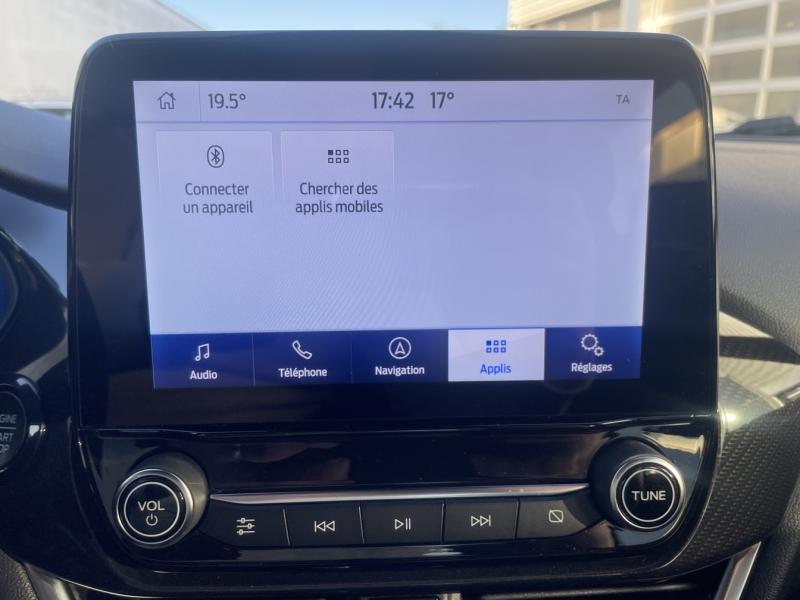 19.5° 17:42 17° TA
Connecter
un appareil
Chercher des
applis mobiles
Audio Téléphone Navigation Applis Réglages
VOL
TUNE